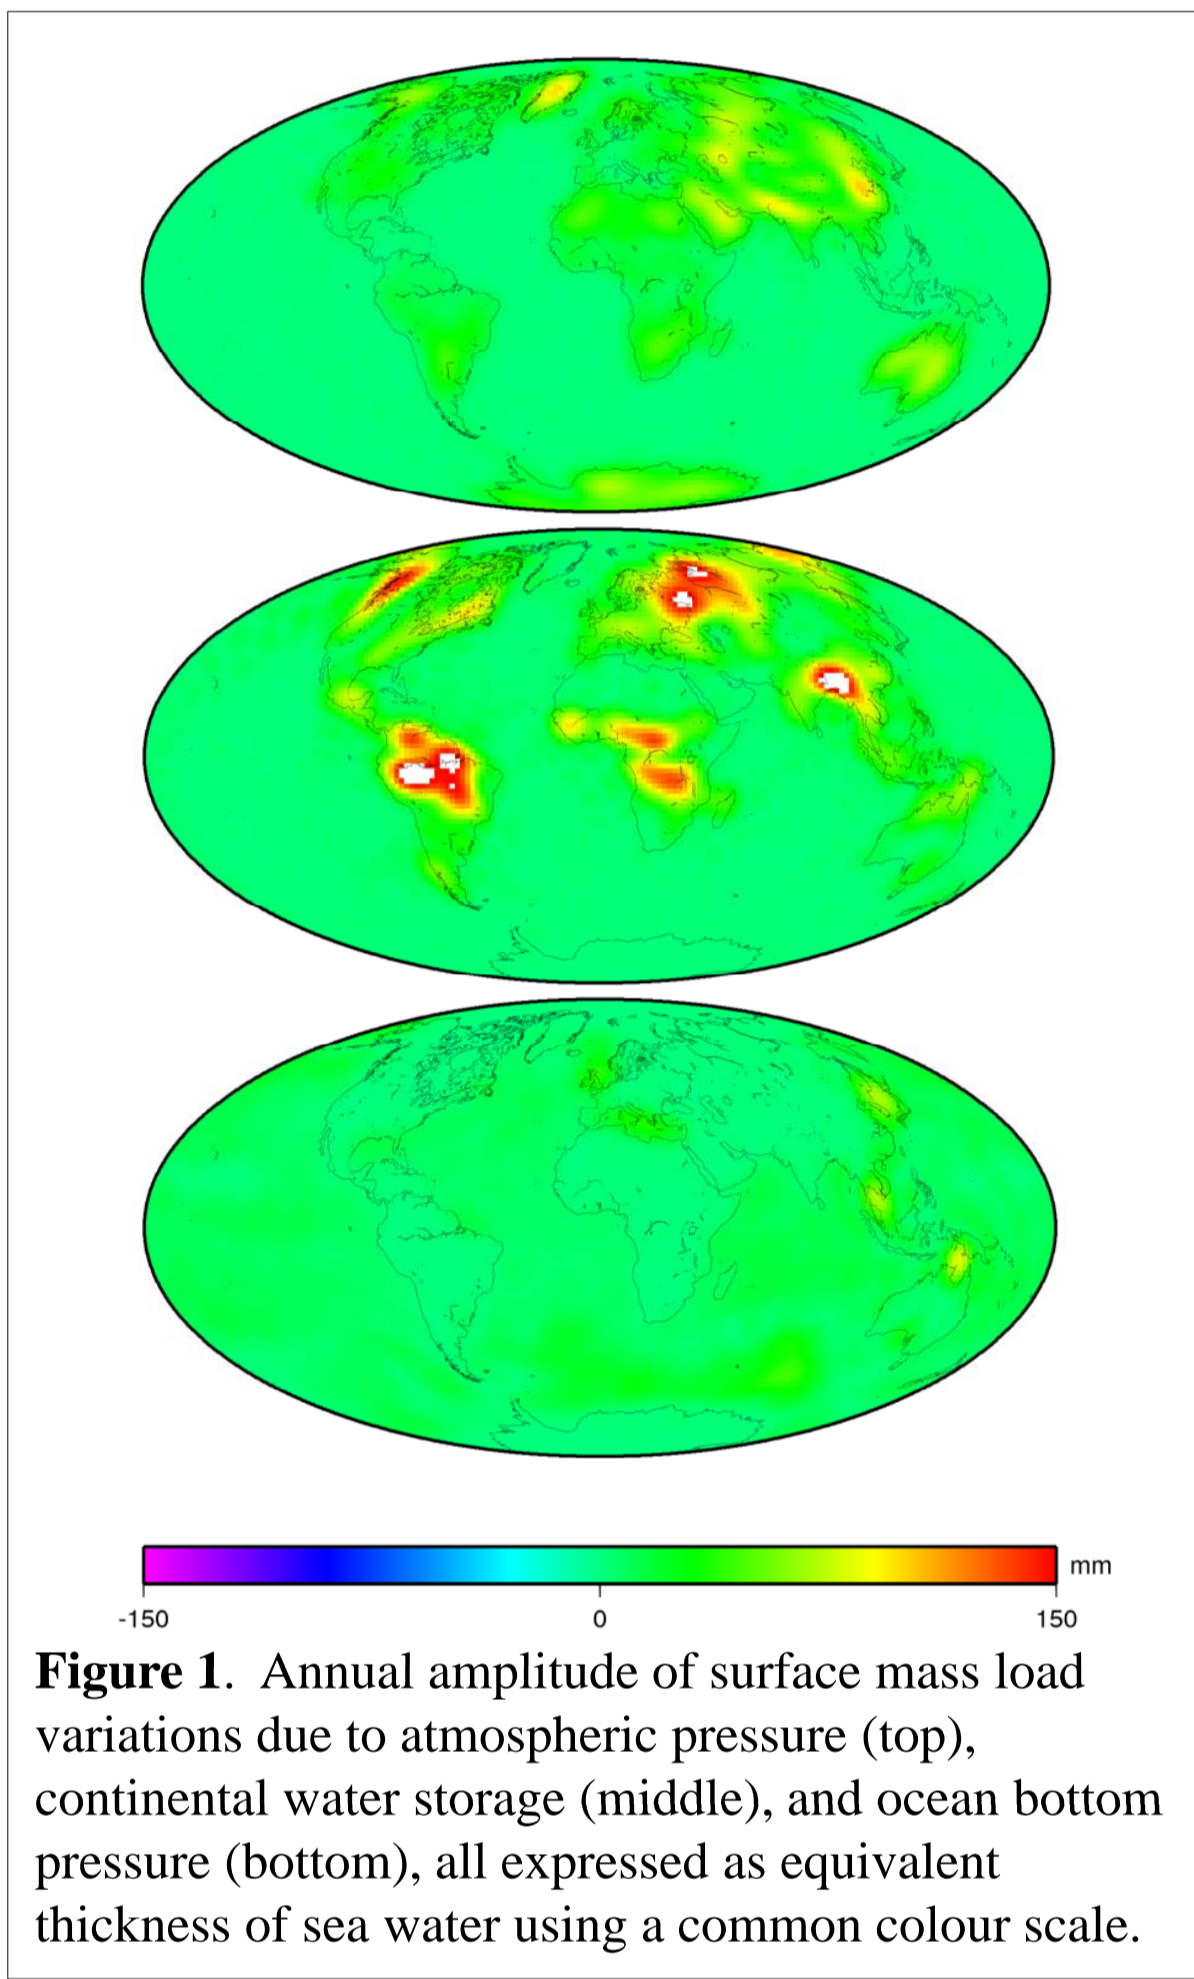 mm
-150
0
150
Figure 1.  Annual amplitude of surface mass load
variations due to atmospheric pressure (top),
continental water storage (middle), and ocean bottom
pressure (bottom), all expressed as equivalent
thickness of sea water using a common colour scale.